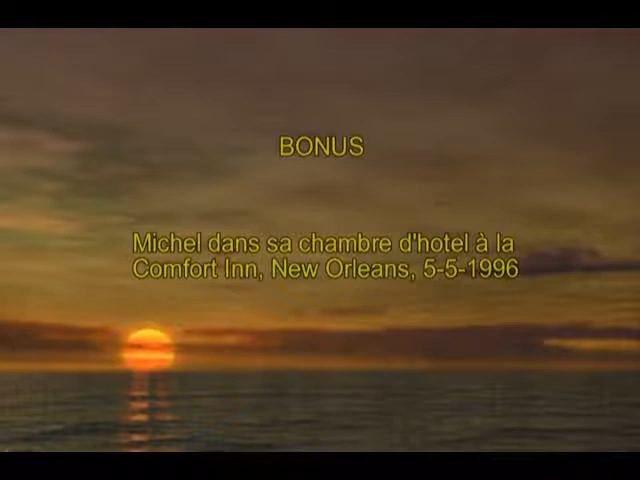 BONUS
Michel dans sa chambre d'hotel à la
Comfort Inn, New Orleans, 5-5-1996